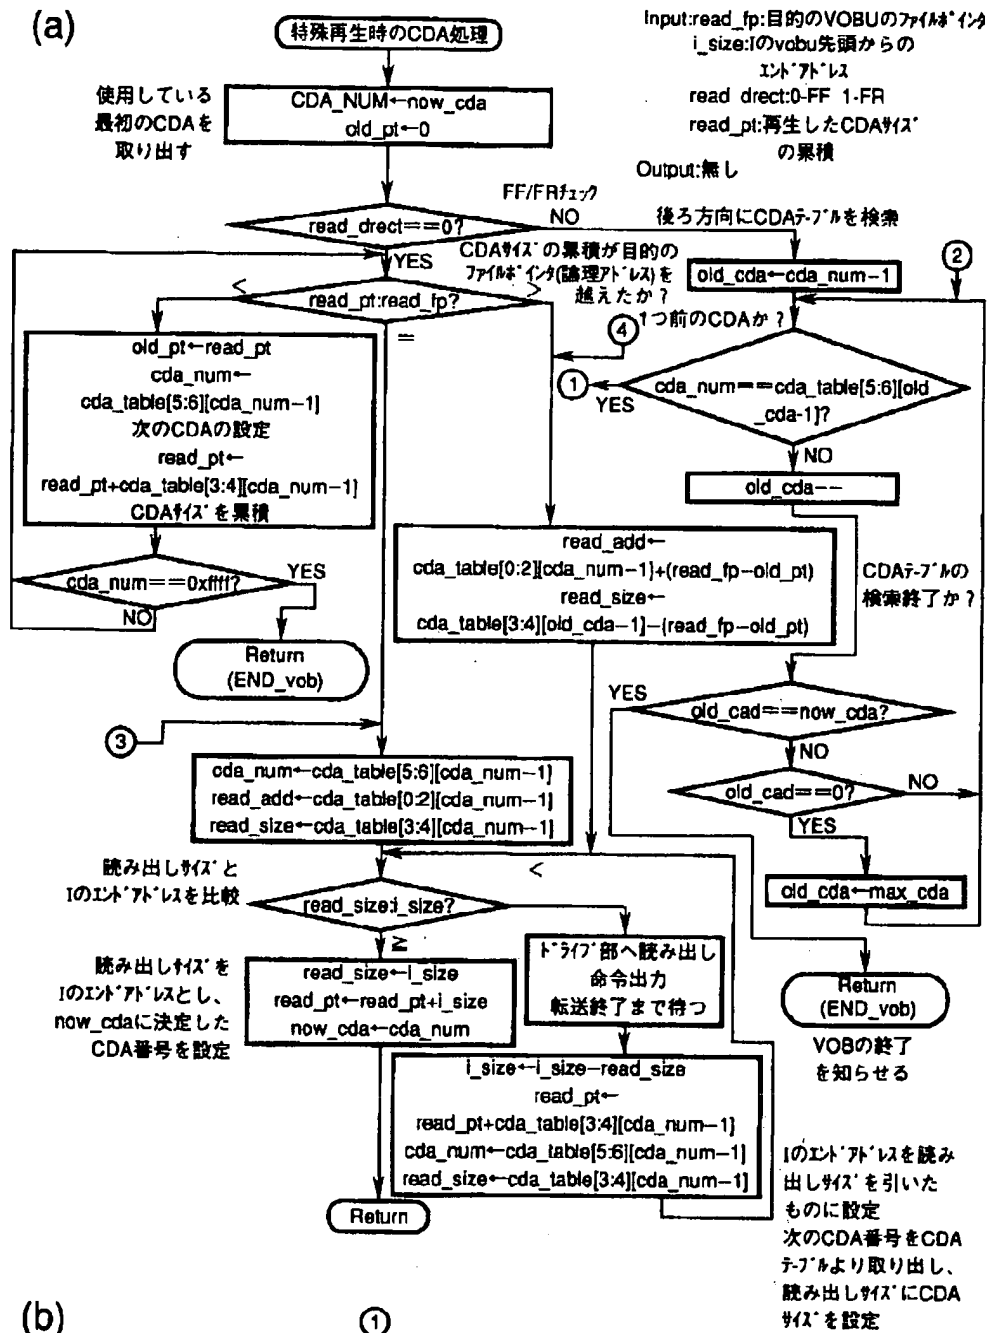 (a)
特殊再生時のCDA処理
Input:read_fp:目的のVOBUのファイルポインタ
i_size:Iのvobu先頭からの
エンドアドレス
read drect:0-FF 1-FR
read_pt:再生したCDAサイズ
の累積
Output:無し
使用している
最初のCDAを
取り出す
CDA_NUM←now_cda
old_pt←0
FF/FRチェック
read_drect==0?
NO
YES
後ろ方向にCDAテーブルを検索
CDAサイズの累積が目的の
ファイルポインタ(論理アドレス)を
越えたか?
old_cda←cda_num-1
②
<
read_pt:read_fp?
>
=
④
1つ前のCDAか?
①
YES
cda_num==cda_table[5:6][old
_cda-1]?
NO
old_pt←read_pt
cda_num←
cda_table[5:6][cda_num-1]
次のCDAの設定
read_pt←
read_pt+cda_table[3:4][cda_num-1]
CDAサイズを累積
old_cda--
cda_num==0xffff?
YES
NO
Return
(END_vob)
read_add←
cda_table[0:2][cda_num-1]+(read_fp-old_pt)
read_size←
cda_table[3:4][old_cda-1]-(read_fp-old_pt)
CDAテーブルの
検索終了か?
YES
old_cad==now_cda?
NO
③
cda_num←cda_table[5:6][cda_num-1]
read_add←cda_table[0:2][cda_num-1]
read_size←cda_table[3:4][cda_num-1]
old_cad==0?
NO
YES
old_cda←max_cda
読み出しサイズと
Iのエンドアドレスを比較
read_size:i_size?
<
≧
読み出しサイズを
Iのエンドアドレスとし、
now_cdaに決定した
CDA番号を設定
read_size←i_size
read_pt←read_pt+i_size
now_cda←cda_num
ドライブ部へ読み出し
命令出力
転送終了まで待つ
Return
(END_vob)
VOBの終了
を知らせる
i_size←i_size-read_size
read_pt←
read_pt+cda_table[3:4][cda_num-1]
cda_num←cda_table[5:6][cda_num-1]
read_size←cda_table[3:4][cda_num-1]
Return
Iのエンドアドレスを読み
出しサイズを引いた
ものに設定
次のCDA番号をCDA
テーブルより取り出し、
読み出しサイズにCDA
サイズを設定
(b)
①